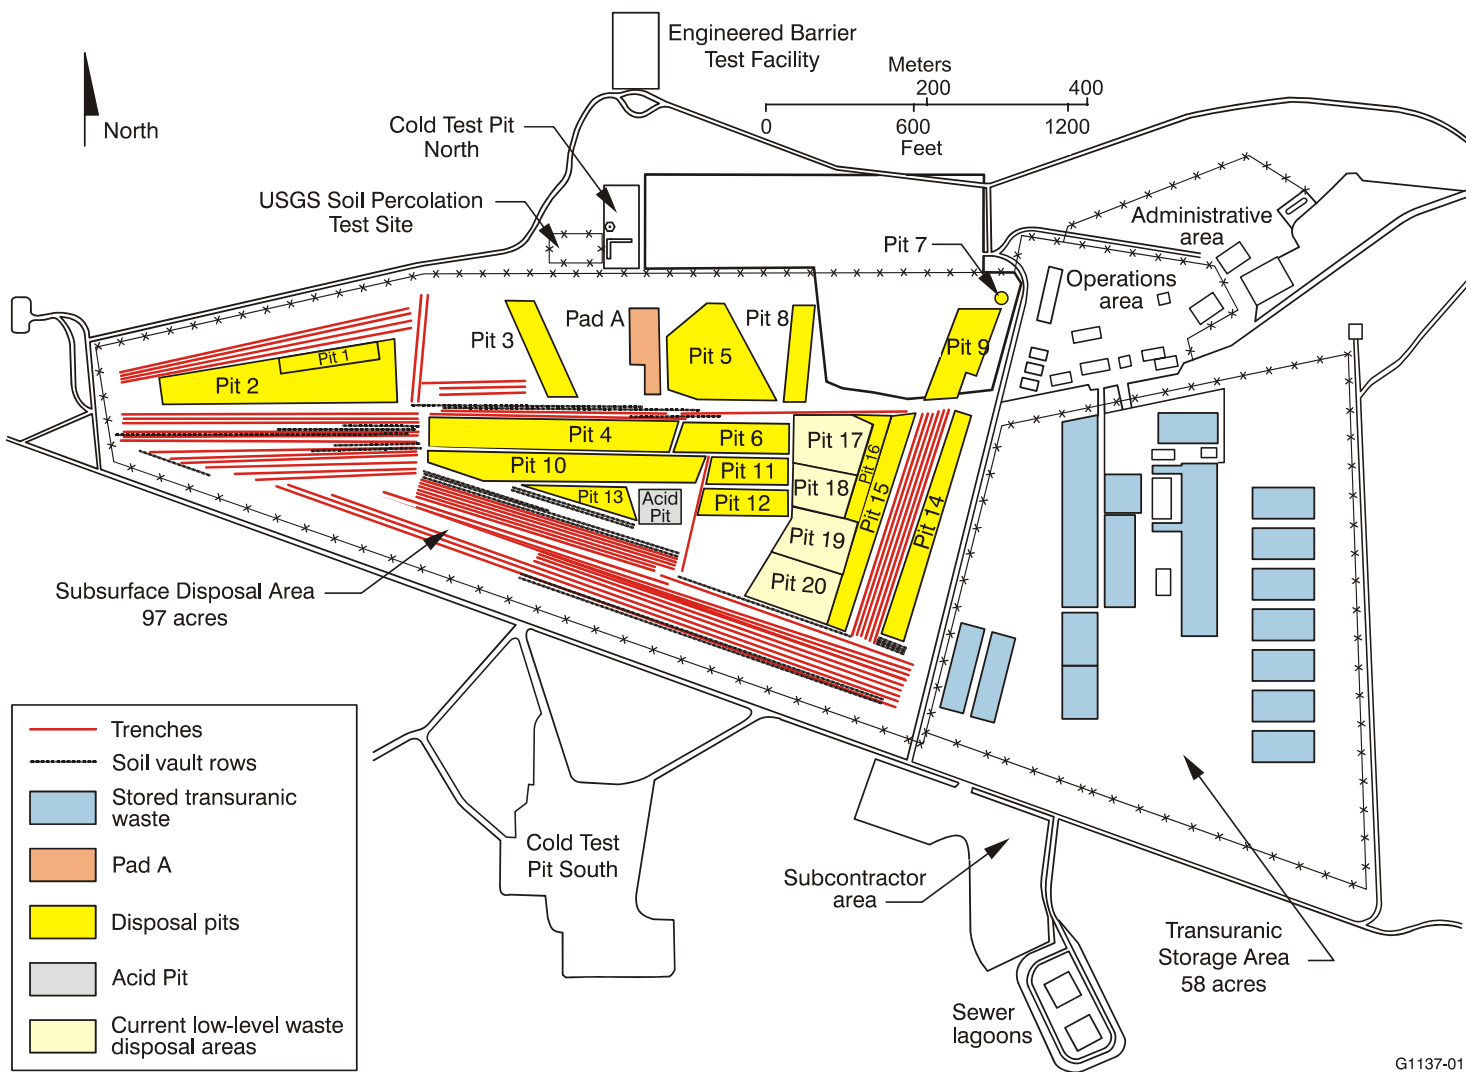 Engineered Barrier
Test Facility
Meters
200
400
0
600
1200
Feet
North
Cold Test Pit
North
USGS Soil Percolation
Test Site
Administrative
area
Pit 7
Operations
area
Pad A
Pit 8
Pit 3
Pit 5
Pit 9
Pit 1
Pit 2
Pit 4
Pit 6
Pit 17
Pit 16
Pit 10
Pit 11
Pit 18
Pit 13
Acid
Pit
Pit 12
Pit 15
Pit 14
Pit 19
Pit 20
Subsurface Disposal Area
97 acres
Trenches
Soil vault rows
Stored transuranic
waste
Pad A
Disposal pits
Acid Pit
Current low-level waste
disposal areas
Cold Test
Pit South
Subcontractor
area
Transuranic
Storage Area
58 acres
Sewer
lagoons
G1137-01